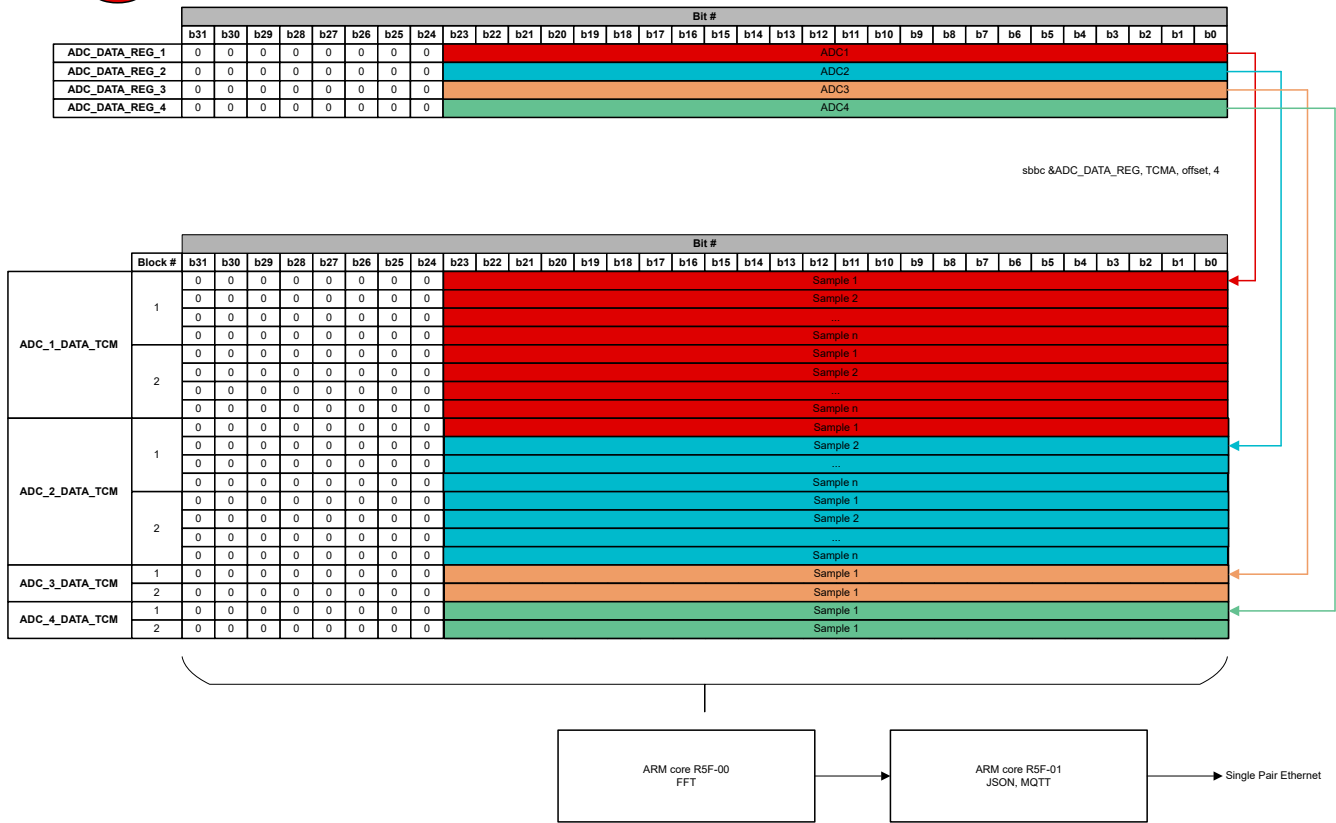 Bit #
b31 b30 b29 b28 b27 b26 b25 b24 b23 b22 b21 b20 b19 b18 b17 b16 b15 b14 b13 b12 b11 b10 b9 b8 b7 b6 b5 b4 b3 b2 b1 b0
ADC_DATA_REG_1 0 0 0 0 0 0 0 0 ADC1
ADC_DATA_REG_2 0 0 0 0 0 0 0 0 ADC2
ADC_DATA_REG_3 0 0 0 0 0 0 0 0 ADC3
ADC_DATA_REG_4 0 0 0 0 0 0 0 0 ADC4
sbbc &ADC_DATA_REG, TCMA, offset, 4
Bit #
Block # b31 b30 b29 b28 b27 b26 b25 b24 b23 b22 b21 b20 b19 b18 b17 b16 b15 b14 b13 b12 b11 b10 b9 b8 b7 b6 b5 b4 b3 b2 b1 b0
ADC_1_DATA_TCM
1
0 0 0 0 0 0 0 0 Sample 1
0 0 0 0 0 0 0 0 Sample 2
0 0 0 0 0 0 0 0 ...
0 0 0 0 0 0 0 0 Sample n
2
0 0 0 0 0 0 0 0 Sample 1
0 0 0 0 0 0 0 0 Sample 2
0 0 0 0 0 0 0 0 ...
0 0 0 0 0 0 0 0 Sample n
ADC_2_DATA_TCM
1
0 0 0 0 0 0 0 0 Sample 1
0 0 0 0 0 0 0 0 Sample 2
0 0 0 0 0 0 0 0 ...
0 0 0 0 0 0 0 0 Sample n
2
0 0 0 0 0 0 0 0 Sample 1
0 0 0 0 0 0 0 0 Sample 2
0 0 0 0 0 0 0 0 ...
0 0 0 0 0 0 0 0 Sample n
ADC_3_DATA_TCM
1 0 0 0 0 0 0 0 0 Sample 1
2 0 0 0 0 0 0 0 0 Sample 1
ADC_4_DATA_TCM
1 0 0 0 0 0 0 0 0 Sample 1
2 0 0 0 0 0 0 0 0 Sample 1
ARM core R5F-00
FFT
ARM core R5F-01
JSON, MQTT
Single Pair Ethernet